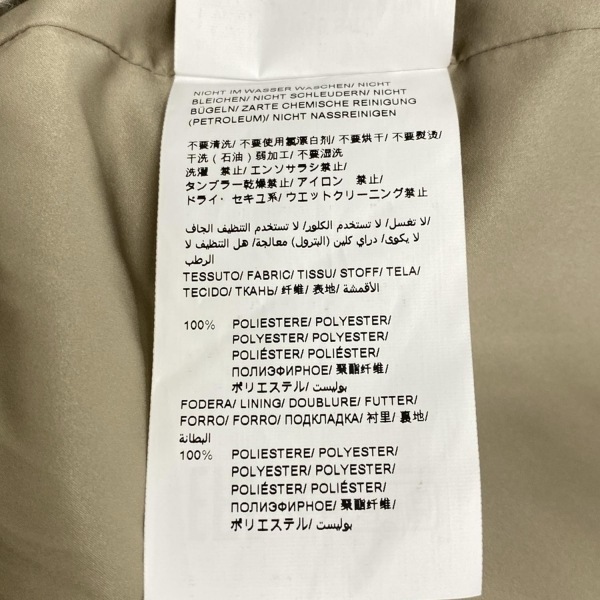 NICHT IM WASSER WASCHEN/ NICHT
BLEICHEN/ NICHT SCHLEUDERN/ NICHT
BÜGELN/ ZARTE CHEMISCHE REINIGUNG
(PETROLEUM)/ NICHT NASSREINIGEN
不要清洗/ 不要使用氯漂白剂/ 不要烘干/ 不要熨烫/
干洗（石油）弱加工/ 不要湿洗
洗濯　禁止/ エンソサラシ禁止/
タンブラー乾燥禁止/ アイロン　禁止/
ドライ・セキユ系/ ウエットクリーニング禁止
لا تغسل/ لا تستخدم الكلور/ لا تستخدم التنظيف الجاف/
لا يكوى/ دراي كلين (البترول) معالجة/ هل التنظيف لا
الرطب
TESSUTO/ FABRIC/ TISSU/ STOFF/ TELA/
TECIDO/ ТКАНЬ/ 纤维/ 表地/ الأقمشة
100% POLIESTERE/ POLYESTER/
POLYESTER/ POLYESTER/
POLIÉSTER/ POLIÉSTER/
ПОЛИЭФИРНОЕ/ 聚酯纤维/
ポリエステル/ بوليست
FODERA/ LINING/ DOUBLURE/ FUTTER/
FORRO/ FORRO/ ПОДКЛАДКА/ 衬里/ 裏地/
البطانة
100% POLIESTERE/ POLYESTER/
POLYESTER/ POLYESTER/
POLIÉSTER/ POLIÉSTER/
ПОЛИЭФИРНОЕ/ 聚酯纤维/
ポリエステル/ بوليست